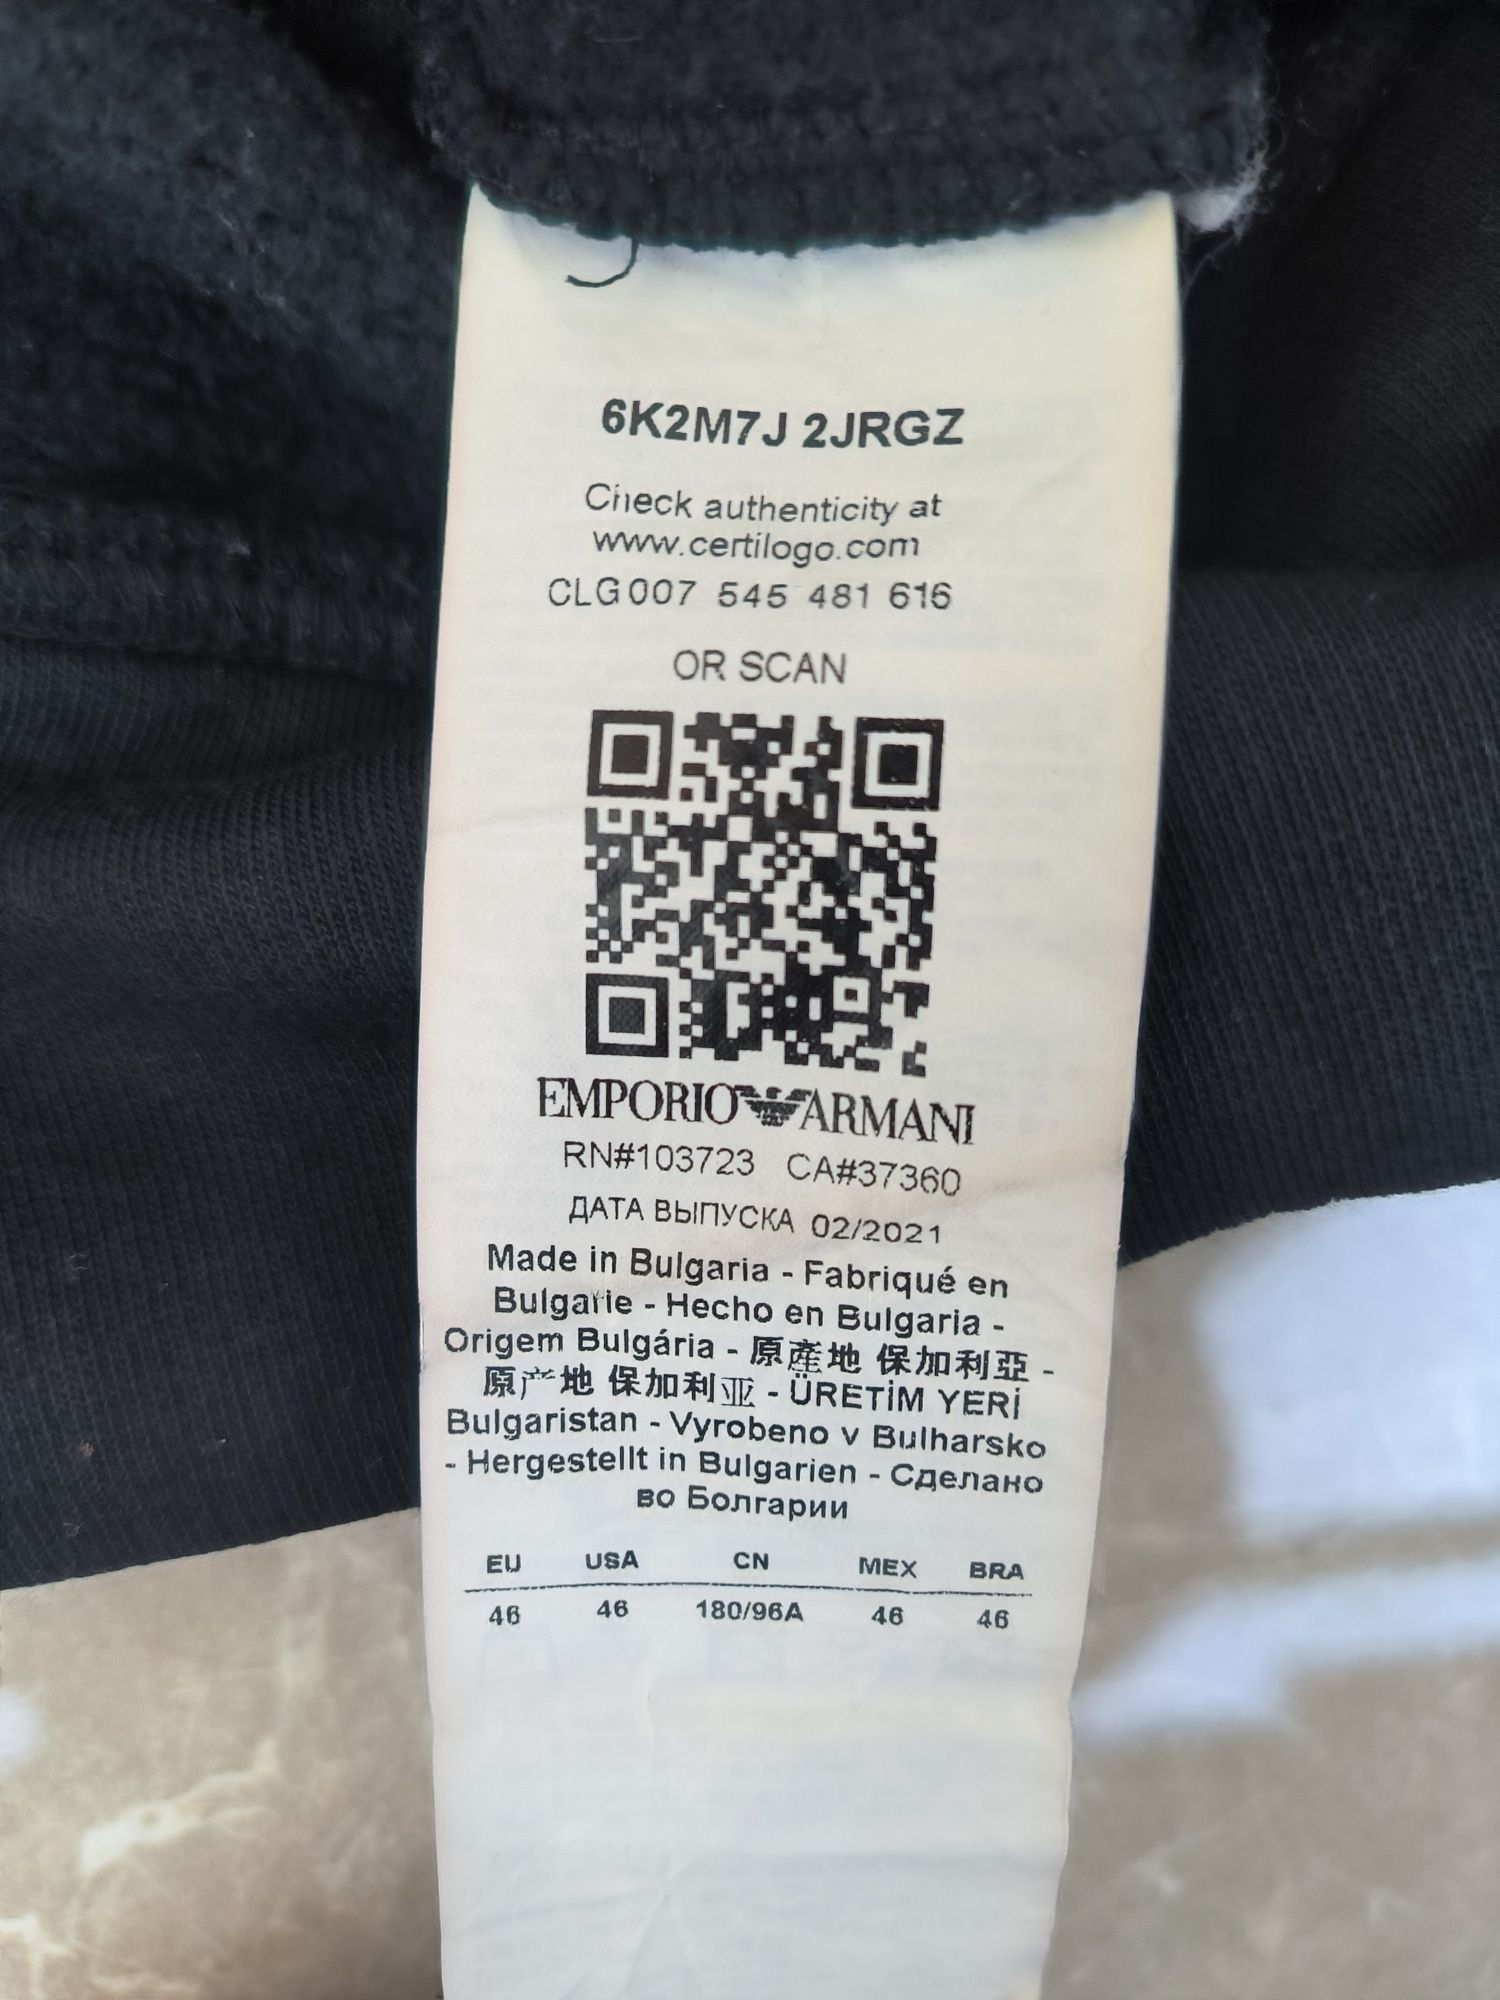 6K2M7J 2JRGZ
Check authenticity at
www.certilogo.com
CLG007 545 481 616
OR SCAN
EMPORIO ARMANI
RN#103723 CA#37360
ДАТА ВЫПУСКА 02/2021
Made in Bulgaria - Fabriqué en
Bulgarie - Hecho en Bulgaria -
Origem Bulgária - 原產地 保加利亞 -
原产地 保加利亚 - ÜRETİM YERİ
Bulgaristan - Vyrobeno v Bulharsko
- Hergestellt in Bulgarien - Сделано
во Болгарии
EU USA CN MEX BRA
46 46 180/96A 46 46